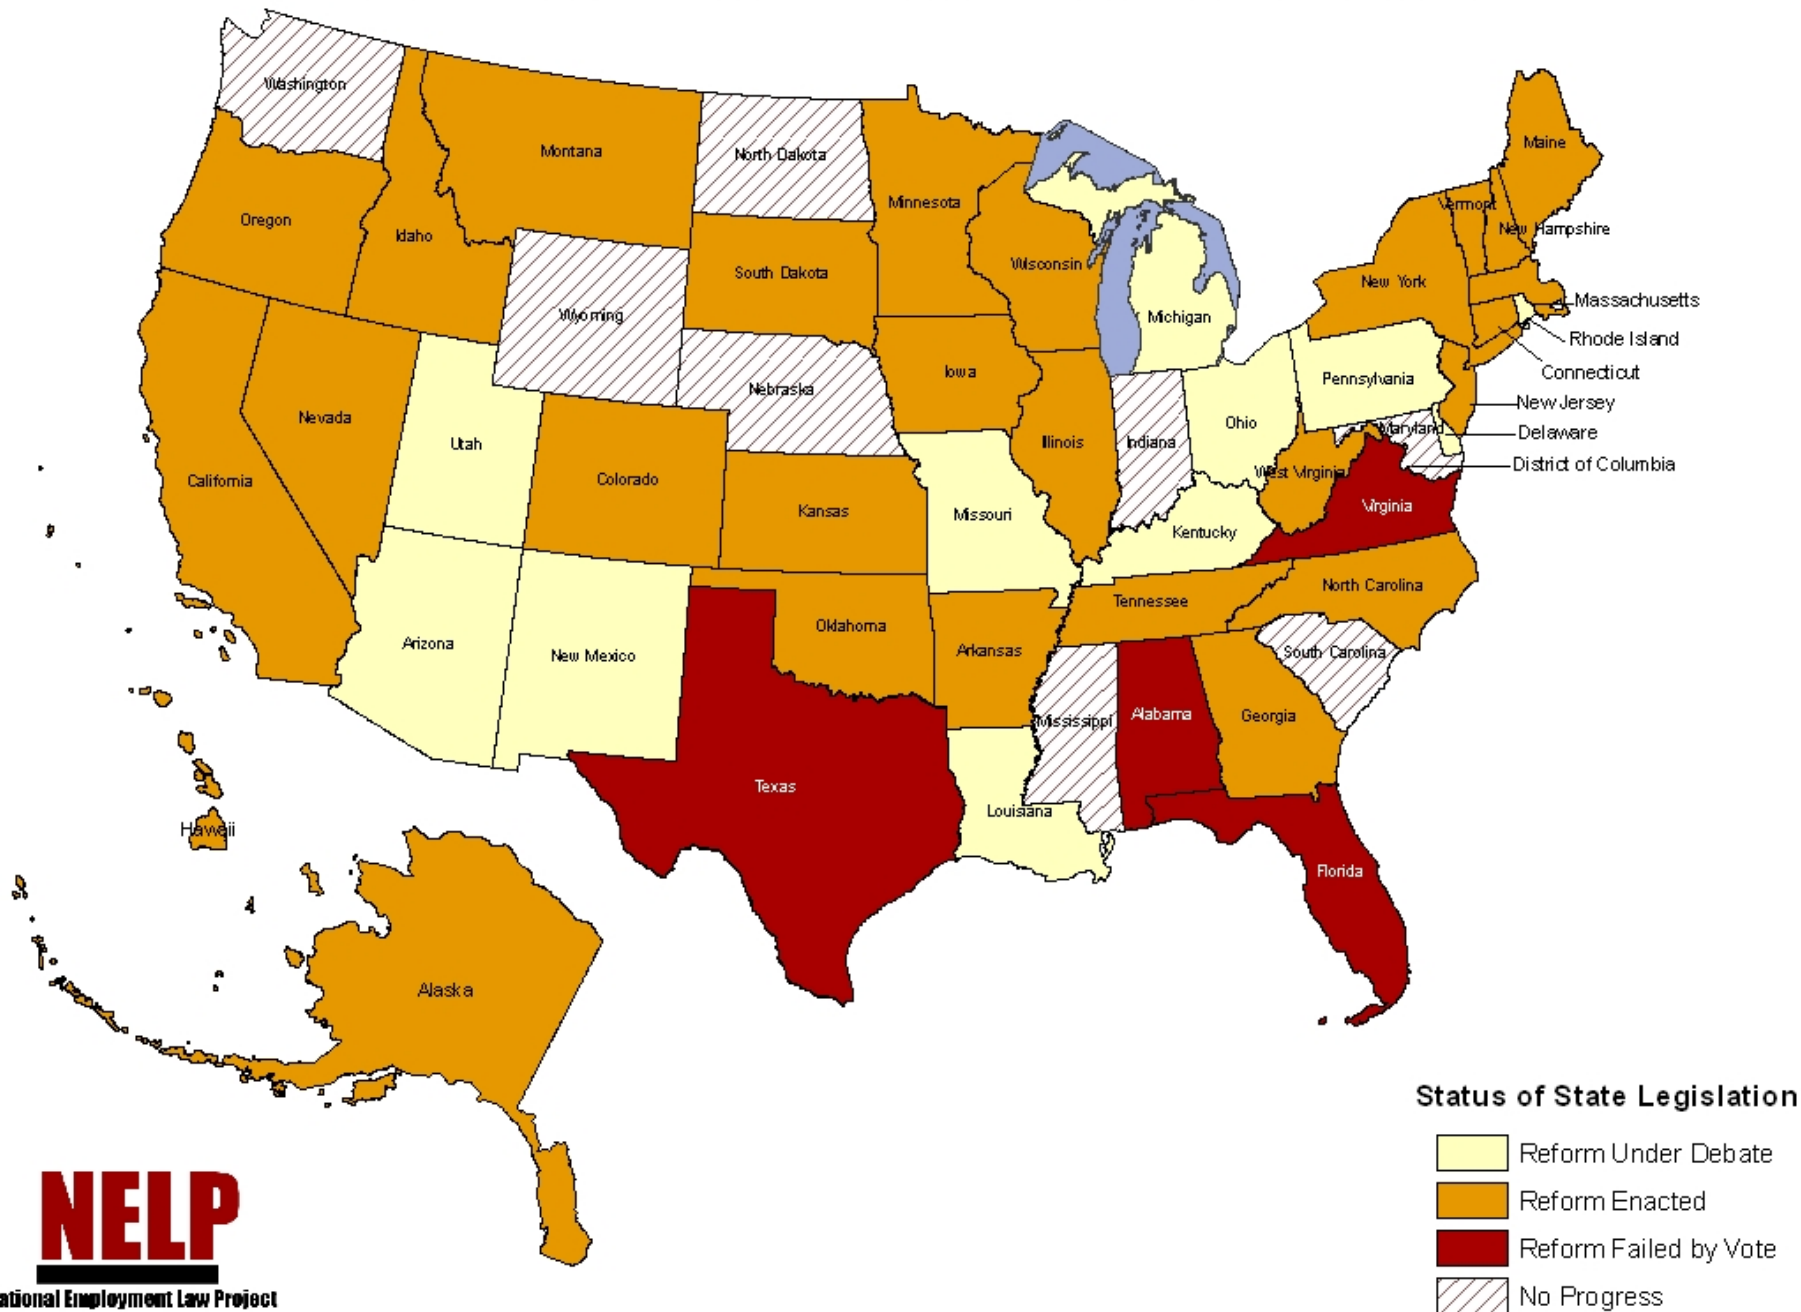 Washington
Montana
North Dakota
Minnesota
Maine
Oregon
Idaho
South Dakota
Wisconsin
Vermont
New Hampshire
Wyoming
Michigan
New York
Massachusetts
Rhode Island
Connecticut
Nebraska
Iowa
Pennsylvania
New Jersey
Nevada
Utah
Illinois
Indiana
Ohio
Maryland
Delaware
District of Columbia
California
Colorado
Kansas
Missouri
West Virginia
Virginia
Kentucky
North Carolina
Tennessee
Arizona
New Mexico
Oklahoma
Arkansas
South Carolina
Mississippi
Alabama
Georgia
Texas
Louisiana
Hawaii
Florida
Alaska
Status of State Legislation
Reform Under Debate
Reform Enacted
Reform Failed by Vote
No Progress
NELP
ational Employment Law Project